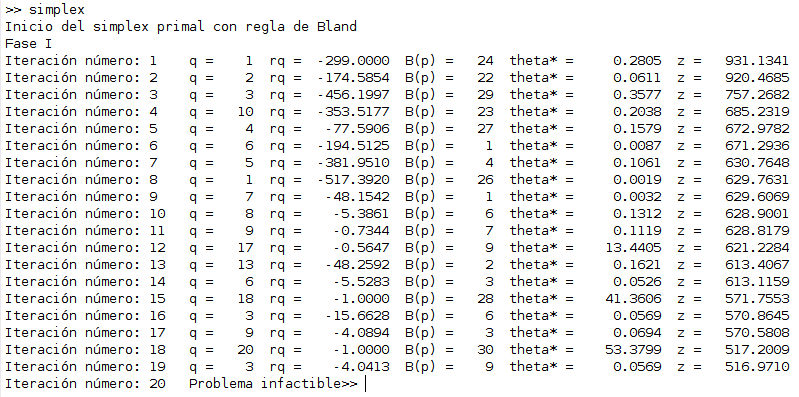 >> simplex
Inicio del simplex primal con regla de Bland
Fase I
Iteración número: 1 q = 1 rq = -299.0000 B(p) = 24 theta* = 0.2805 z = 931.1341
Iteración número: 2 q = 2 rq = -174.5854 B(p) = 22 theta* = 0.0611 z = 920.4685
Iteración número: 3 q = 3 rq = -456.1997 B(p) = 29 theta* = 0.3577 z = 757.2682
Iteración número: 4 q = 10 rq = -353.5177 B(p) = 23 theta* = 0.2038 z = 685.2319
Iteración número: 5 q = 4 rq = -77.5906 B(p) = 27 theta* = 0.1579 z = 672.9782
Iteración número: 6 q = 6 rq = -194.5125 B(p) = 1 theta* = 0.0087 z = 671.2936
Iteración número: 7 q = 5 rq = -381.9510 B(p) = 4 theta* = 0.1061 z = 630.7648
Iteración número: 8 q = 1 rq = -517.3920 B(p) = 26 theta* = 0.0019 z = 629.7631
Iteración número: 9 q = 7 rq = -48.1542 B(p) = 1 theta* = 0.0032 z = 629.6069
Iteración número: 10 q = 8 rq = -5.3861 B(p) = 6 theta* = 0.1312 z = 628.9001
Iteración número: 11 q = 9 rq = -0.7344 B(p) = 7 theta* = 0.1119 z = 628.8179
Iteración número: 12 q = 17 rq = -0.5647 B(p) = 9 theta* = 13.4405 z = 621.2284
Iteración número: 13 q = 13 rq = -48.2592 B(p) = 2 theta* = 0.1621 z = 613.4067
Iteración número: 14 q = 6 rq = -5.5283 B(p) = 3 theta* = 0.0526 z = 613.1159
Iteración número: 15 q = 18 rq = -1.0000 B(p) = 28 theta* = 41.3606 z = 571.7553
Iteración número: 16 q = 3 rq = -15.6628 B(p) = 6 theta* = 0.0569 z = 570.8645
Iteración número: 17 q = 9 rq = -4.0894 B(p) = 3 theta* = 0.0694 z = 570.5808
Iteración número: 18 q = 20 rq = -1.0000 B(p) = 30 theta* = 53.3799 z = 517.2009
Iteración número: 19 q = 3 rq = -4.0413 B(p) = 9 theta* = 0.0569 z = 516.9710
Iteración número: 20 Problema infactible>>